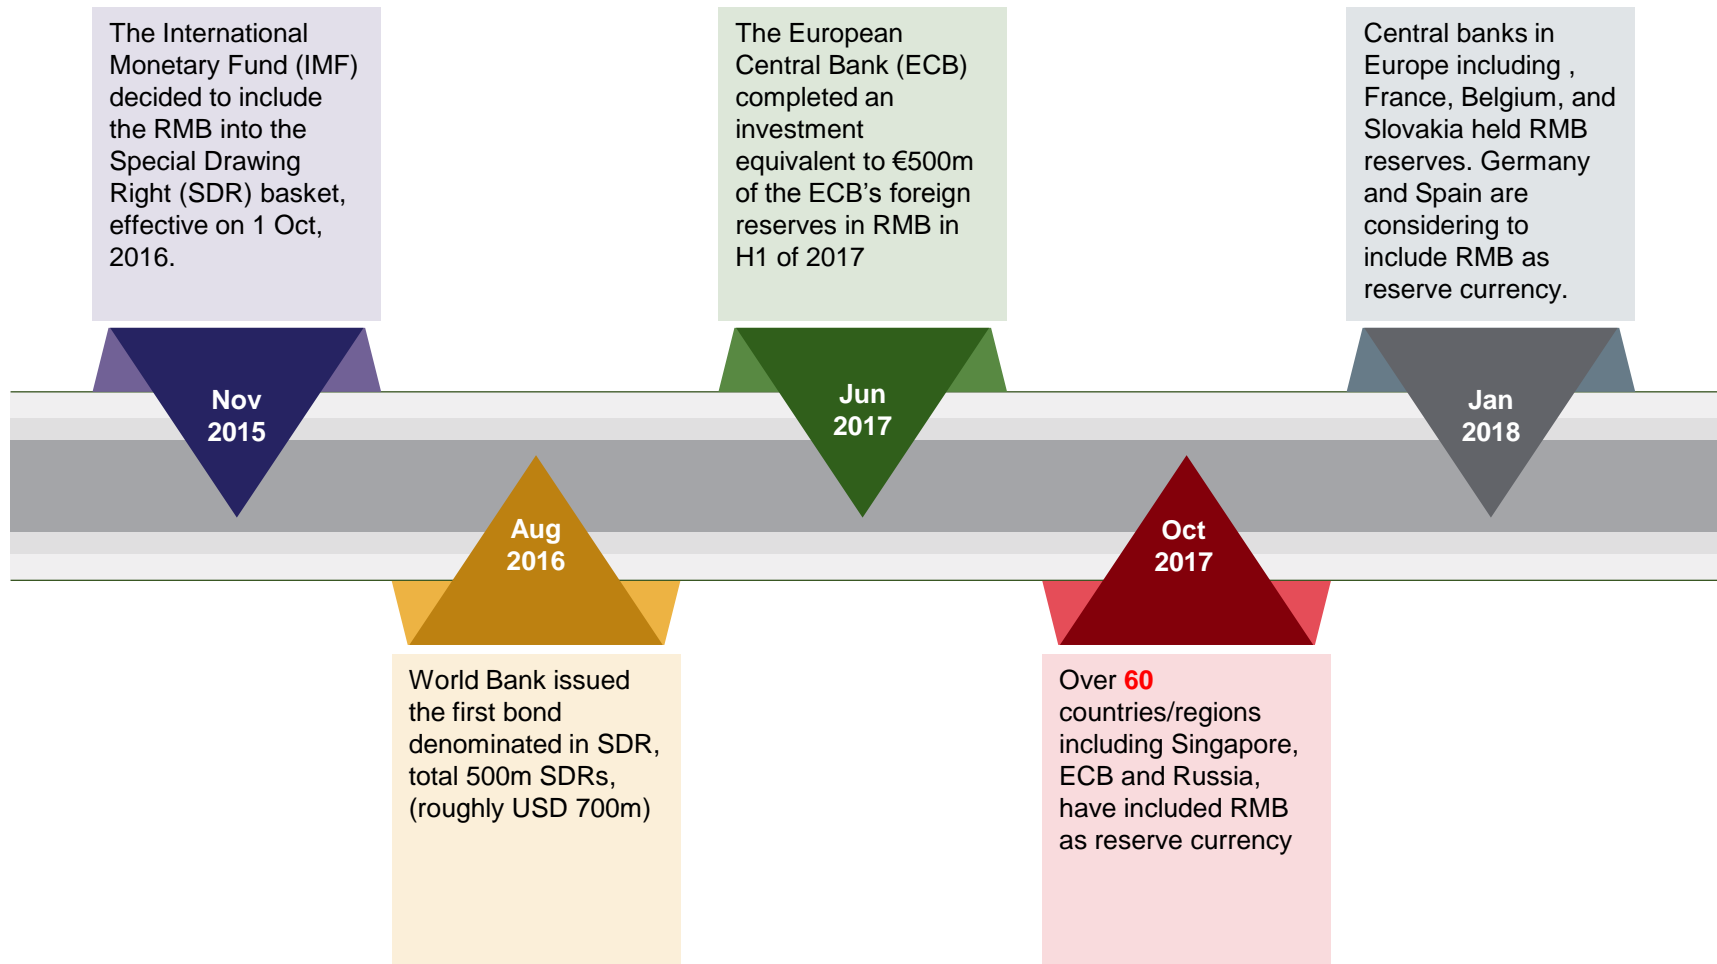 The International
Monetary Fund (IMF)
decided to include
the RMB into the
Special Drawing
Right (SDR) basket,
effective on 1 Oct,
2016.
The European
Central Bank (ECB)
completed an
investment
equivalent to €500m
of the ECB’s foreign
reserves in RMB in
H1 of 2017
Central banks in
Europe including ,
France, Belgium, and
Slovakia held RMB
reserves. Germany
and Spain are
considering to
include RMB as
reserve currency.
Nov
2015
Jun
2017
Jan
2018
Aug
2016
Oct
2017
World Bank issued
the first bond
denominated in SDR,
total 500m SDRs,
(roughly USD 700m)
Over 60
countries/regions
including Singapore,
ECB and Russia,
have included RMB
as reserve currency